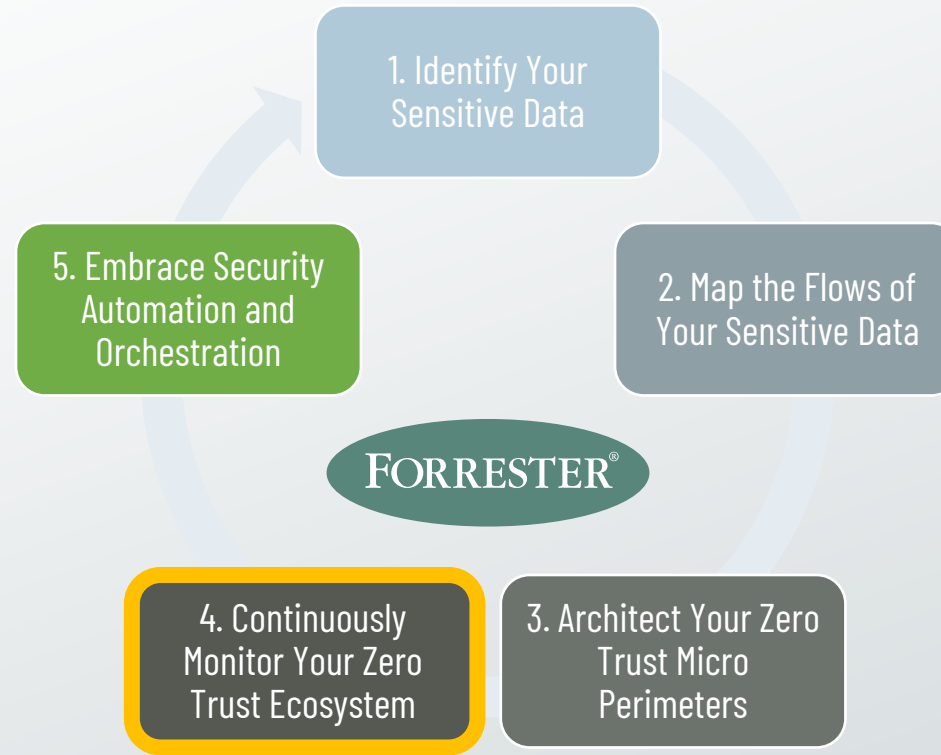 1. Identify Your
Sensitive Data
2. Map the Flows of
Your Sensitive Data
3. Architect Your Zero
Trust Micro
Perimeters
4. Continuously
Monitor Your Zero
Trust Ecosystem
5. Embrace Security
Automation and
Orchestration
FORRESTER®